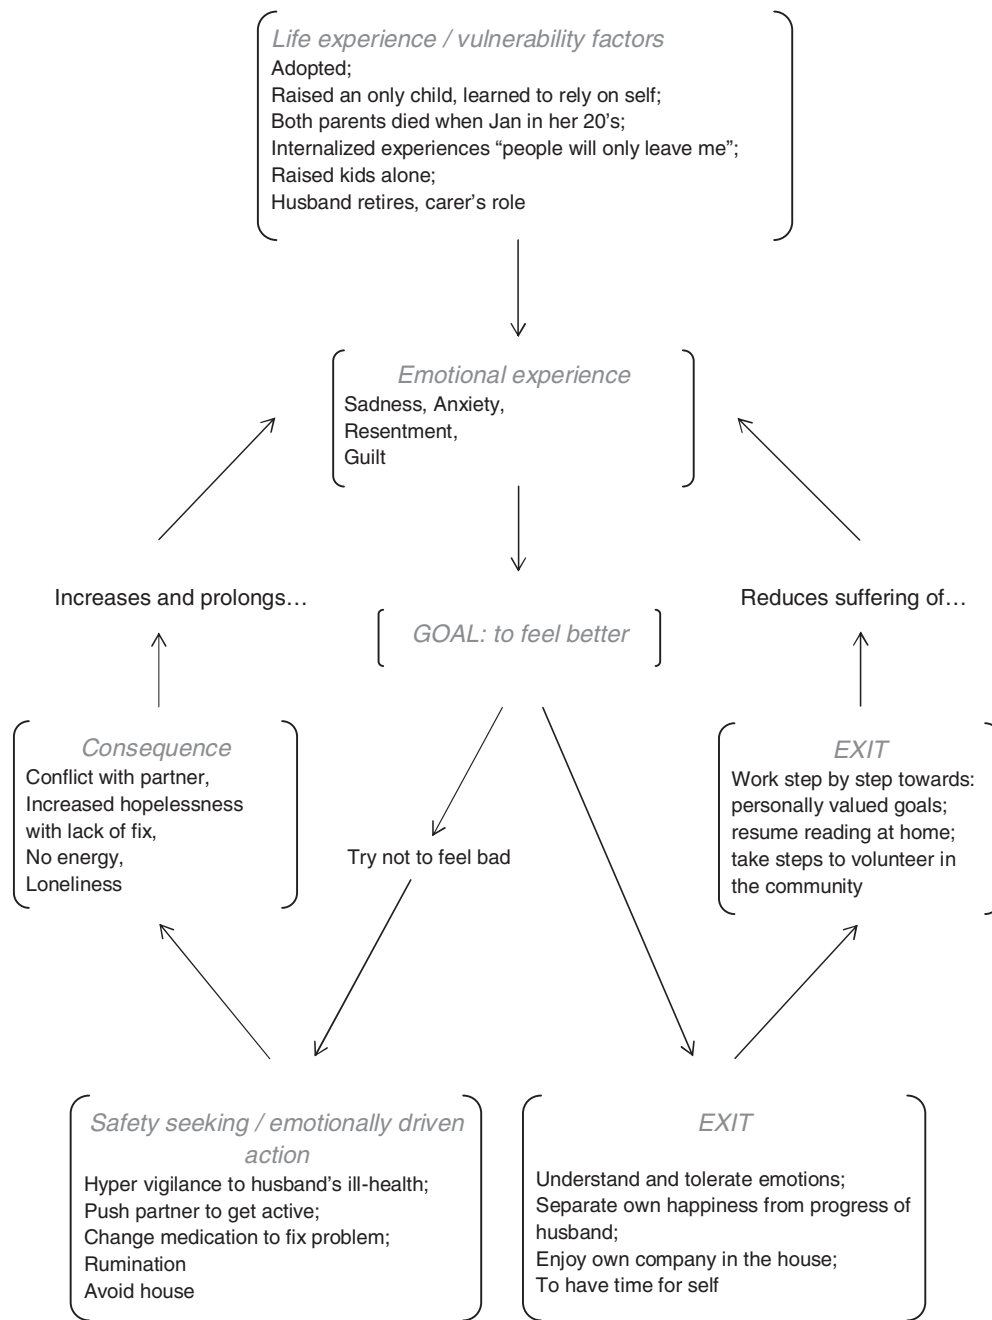 Life experience / vulnerability factors
Adopted;
Raised an only child, learned to rely on self;
Both parents died when Jan in her 20's;
Internalized experiences “people will only leave me”;
Raised kids alone;
Husband retires, carer's role
Emotional experience
Sadness, Anxiety,
Resentment,
Guilt
Increases and prolongs…
GOAL: to feel better
Reduces suffering of…
Consequence
Conflict with partner,
Increased hopelessness
with lack of fix,
No energy,
Loneliness
Try not to feel bad
EXIT
Work step by step towards:
personally valued goals;
resume reading at home;
take steps to volunteer in
the community
Safety seeking / emotionally driven
action
Hyper vigilance to husband's ill-health;
Push partner to get active;
Change medication to fix problem;
Rumination
Avoid house
EXIT
Understand and tolerate emotions;
Separate own happiness from progress of
husband;
Enjoy own company in the house;
To have time for self